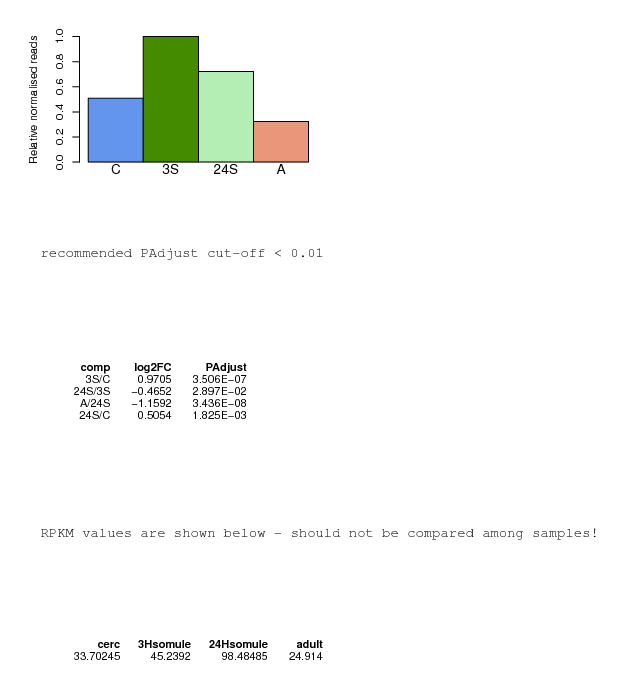 Relative normalised reads
1.0
0.8
0.6
0.4
0.2
0.0
C 3S 24S A
recommended PAdjust cut-off < 0.01
comp log2FC PAdjust
3S/C 0.9705 3.506E−07
24S/3S −0.4652 2.897E−02
A/24S −1.1592 3.436E−08
24S/C 0.5054 1.825E−03
RPKM values are shown below - should not be compared among samples!
cerc 3Hsomule 24Hsomule adult
33.70245 45.2392 98.48485 24.914